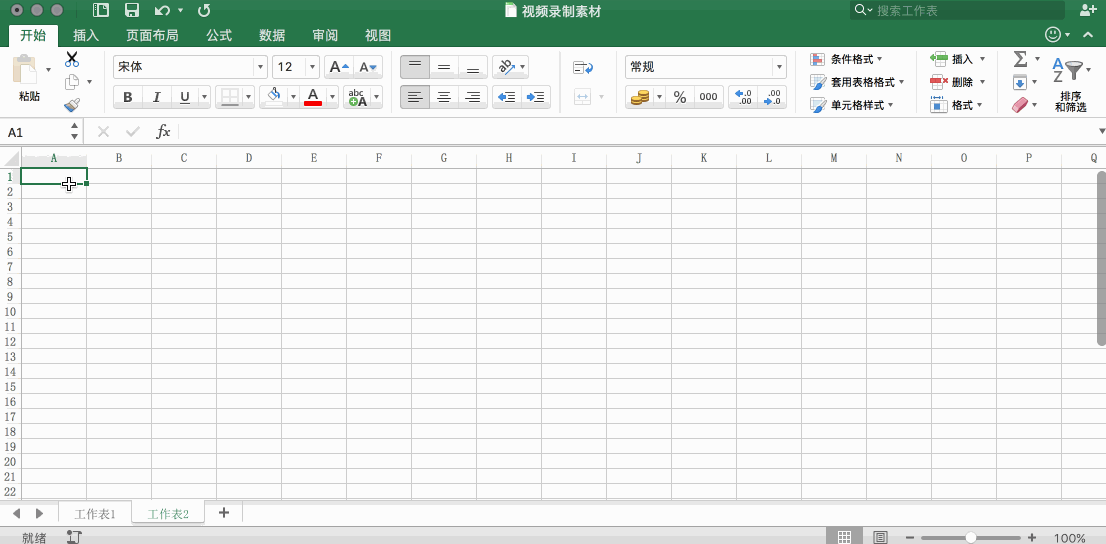 视频录制素材
搜索工作表
开始 插入 页面布局 公式 数据 审阅 视图
粘贴
宋体 12 A A
B I U A abc A
常规
% 000 .0 .00 .00 .0
条件格式
套用表格格式
单元格样式
插入
删除
格式
Σ
A Z
排序
和筛选
A1 fx
A B C D E F G H I J K L M N O P Q
1
2
3
4
5
6
7
8
9
10
11
12
13
14
15
16
17
18
19
20
21
22
工作表1 工作表2 +
就绪 100%